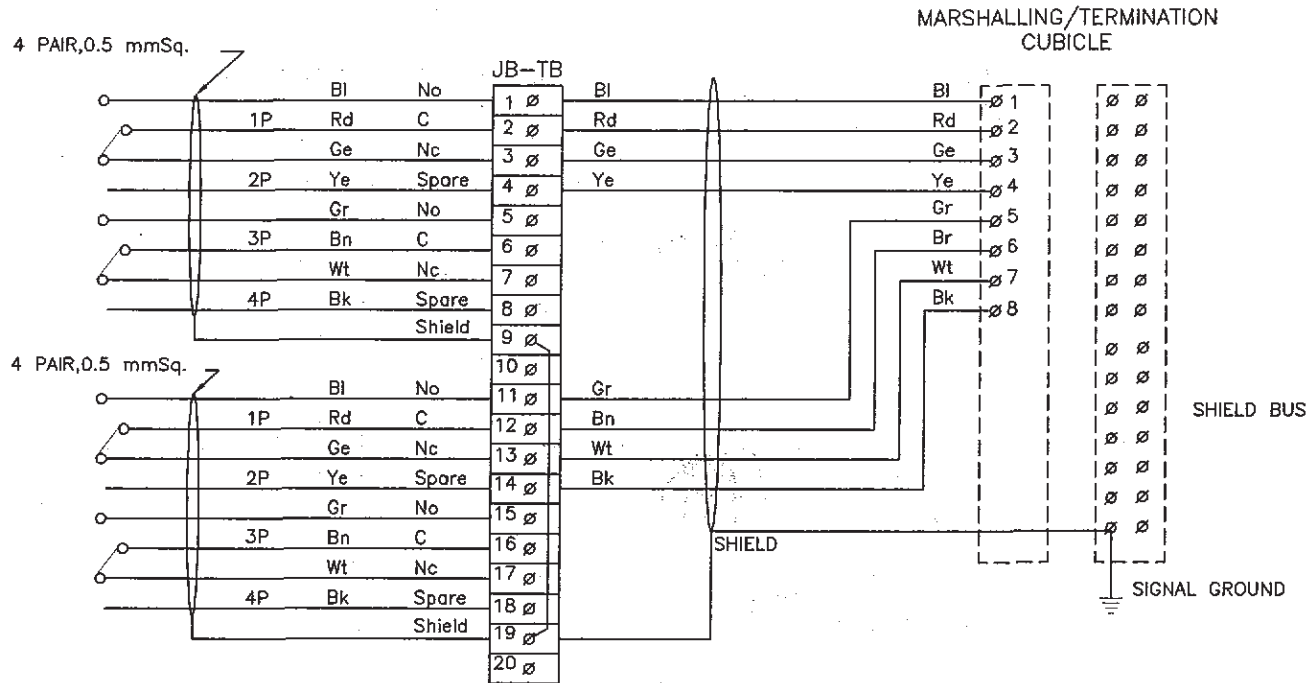 MARSHALLING/TERMINATION
CUBICLE
4 PAIR,0.5 mmSq.
JB-TB
Bl No 1 Bl Bl 1
1P Rd C 2 Rd Rd 2
Ge Nc 3 Ge Ge 3
2P Ye Spare 4 Ye Ye 4
Gr No 5 Gr 5
3P Bn C 6 Br 6
Wt Nc 7 Wt 7
4P Bk Spare 8 Bk 8
Shield 9
4 PAIR,0.5 mmSq.
10
Bl No 11 Gr
1P Rd C 12 Bn
SHIELD BUS
Ge Nc 13 Wt
2P Ye Spare 14 Bk
Gr No 15
3P Bn C 16 SHIELD
Wt Nc 17
4P Bk Spare 18
SIGNAL GROUND
Shield 19
20